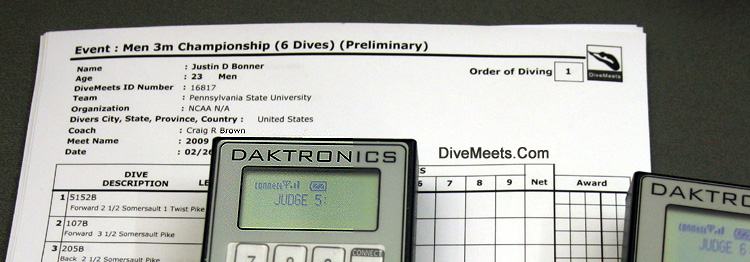 Event : Men 3m Championship (6 Dives) (Preliminary)
Name : Justin D Bonner
Age : 23 Men
Order of Diving 1
DiveMeets
DiveMeets ID Number : 16817
Team : Pennsylvania State University
Organization : NCAA N/A
Divers City, State, Province, Country : United States
Coach : Craig R Brown
Meet Name : 2009
Date : 02/20
DiveMeets.Com
DAKTRONICS
CONNECT
JUDGE 5:
CONNECT
7
DAKTRO
JUDGE 6
DIVE
DESCRIPTION
6 7 8 9 Net Award
1 5152B
Forward 2 1/2 Somersault 1 Twist Pike
2 107B
Forward 3 1/2 Somersault Pike
3 205B
Back 2 1/2 Somersault Pike